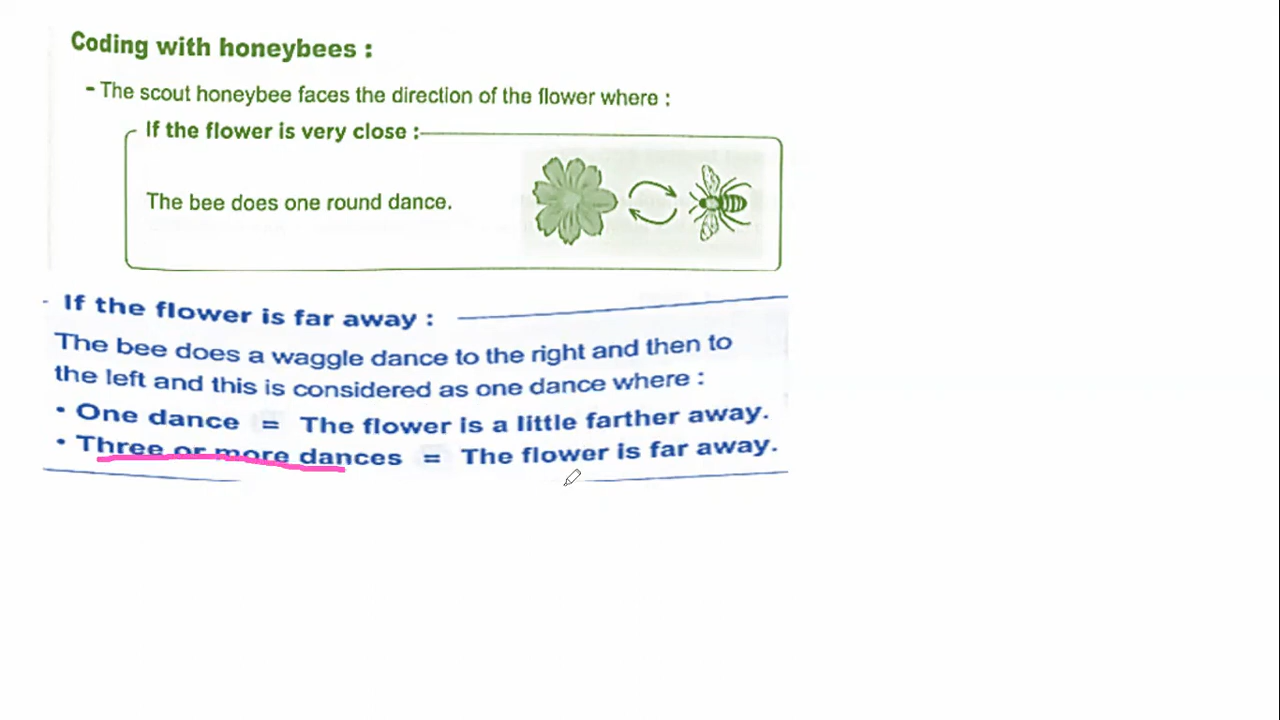 Coding with honeybees :
- The scout honeybee faces the direction of the flower where :
If the flower is very close :
The bee does one round dance.
- If the flower is far away :
The bee does a waggle dance to the right and then to
the left and this is considered as one dance where :
• One dance = The flower is a little farther away.
• Three or more dances = The flower is far away.